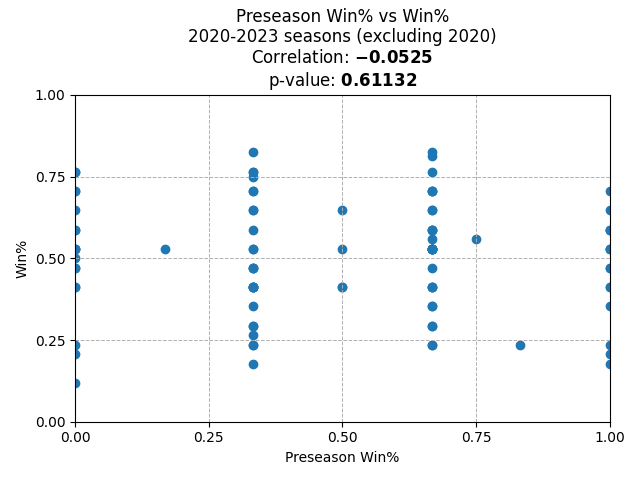 Preseason Win% vs Win%
2020-2023 seasons (excluding 2020)
Correlation: −0.0525
p-value: 0.61132
1.00
0.75
0.50
0.25
0.00
Win%
0.00 0.25 0.50 0.75 1.00
Preseason Win%